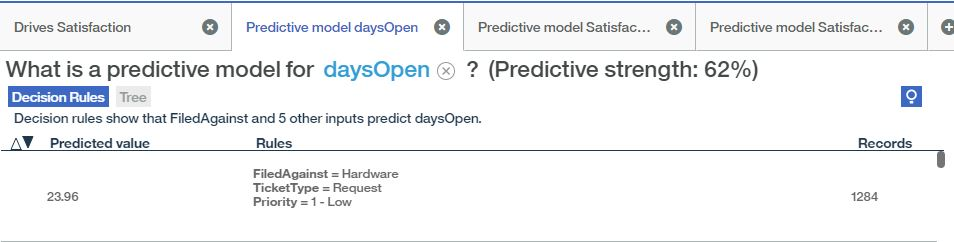 Drives Satisfaction
Predictive model daysOpen
Predictive model Satisfac...
Predictive model Satisfac...
What is a predictive model for daysOpen ? (Predictive strength: 62%)
Decision Rules Tree
Decision rules show that FiledAgainst and 5 other inputs predict daysOpen.
Predicted value Rules Records
FiledAgainst = Hardware
TicketType = Request
23.96 1284
Priority = 1 - Low